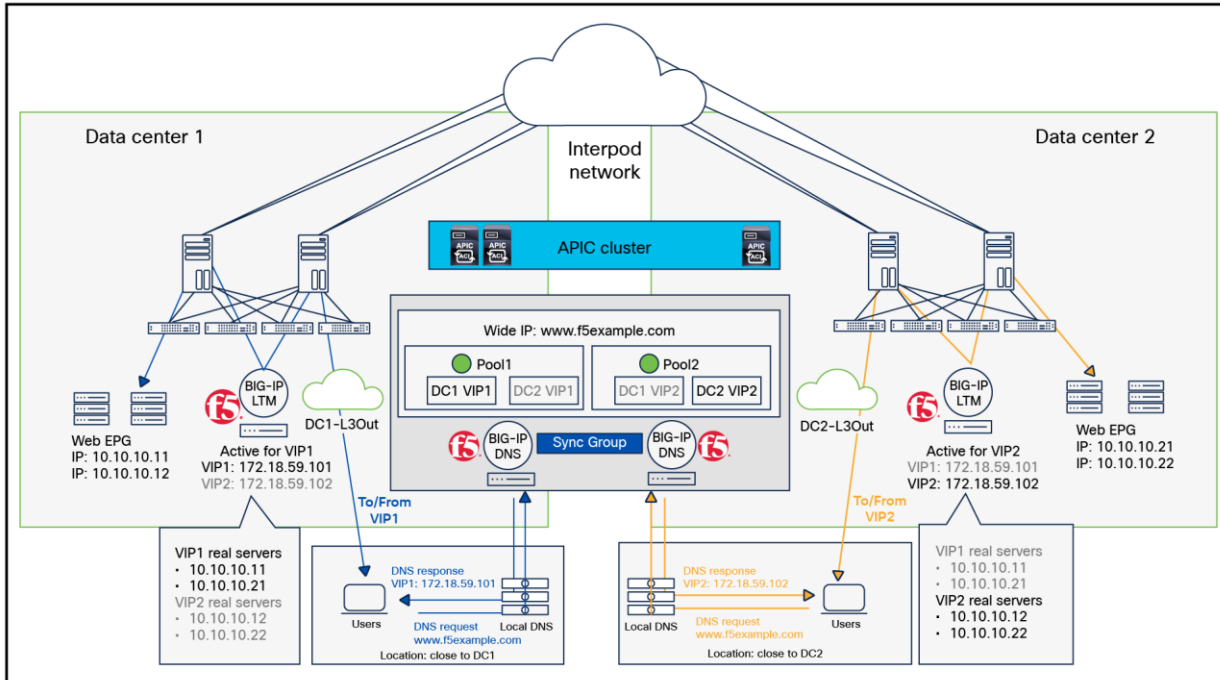 Data center 1
Interpod
network
Data center 2
APIC
ACI
APIC
ACI
APIC cluster
APIC
ACI
Wide IP: www.f5example.com
Pool1
DC1 VIP1
DC2 VIP1
Pool2
DC1 VIP2
DC2 VIP2
BIG-IP
DNS
f5
Sync Group
BIG-IP
DNS
f5
Web EPG
IP: 10.10.10.11
IP: 10.10.10.12
f5
BIG-IP
LTM
Active for VIP1
VIP1: 172.18.59.101
VIP2: 172.18.59.102
DC1-L3Out
To/From
VIP1
DC2-L3Out
To/From
VIP2
f5
BIG-IP
LTM
Active for VIP2
VIP1: 172.18.59.101
VIP2: 172.18.59.102
Web EPG
IP: 10.10.10.21
IP: 10.10.10.22
VIP1 real servers
• 10.10.10.11
• 10.10.10.21
VIP2 real servers
• 10.10.10.12
• 10.10.10.22
Users
DNS response
VIP1: 172.18.59.101
DNS request
www.f5example.com
Local DNS
Location: close to DC1
Local DNS
DNS response
VIP2: 172.18.59.102
DNS request
www.f5example.com
Users
Location: close to DC2
VIP1 real servers
• 10.10.10.11
• 10.10.10.21
VIP2 real servers
• 10.10.10.12
• 10.10.10.22